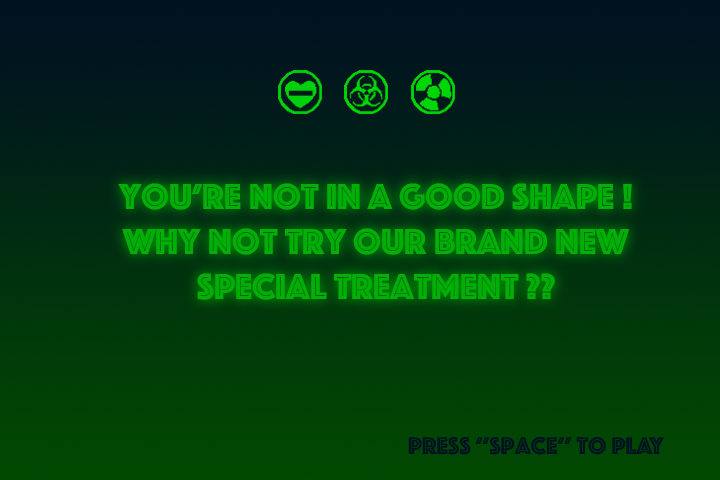 YOU'RE NOT IN A GOOD SHAPE !
WHY NOT TRY OUR BRAND NEW
SPECIAL TREATMENT ??
PRESS "SPACE" TO PLAY